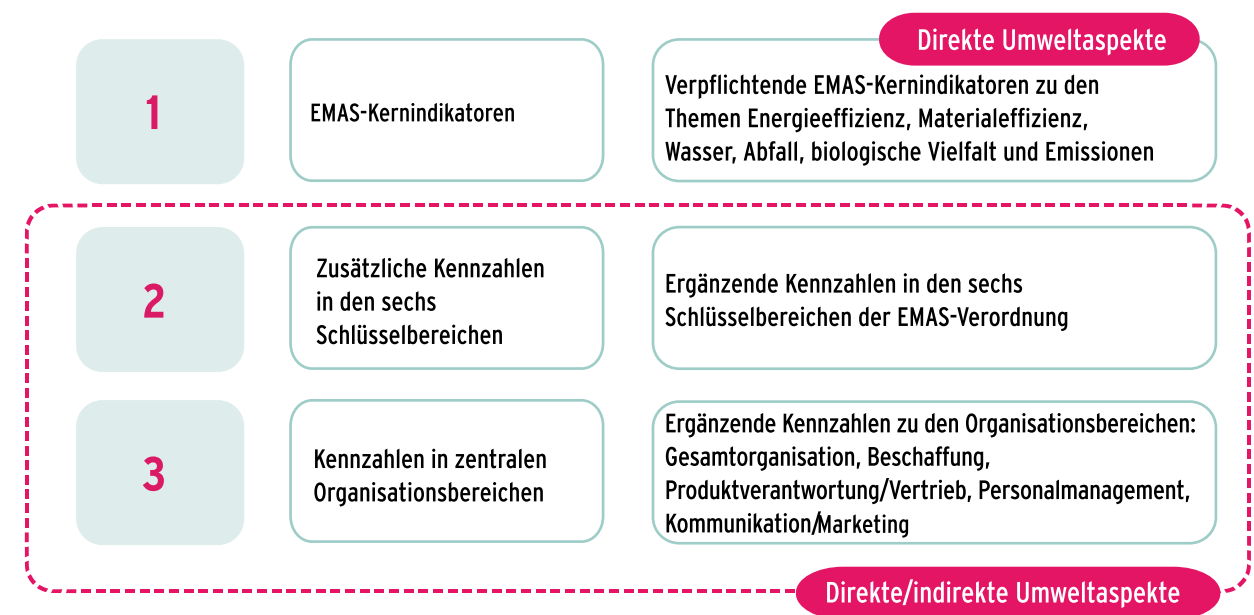 Direkte Umweltaspekte
1
EMAS-Kernindikatoren
Verpflichtende EMAS-Kernindikatoren zu den
Themen Energieeffizienz, Materialeffizienz,
Wasser, Abfall, biologische Vielfalt und Emissionen
2
Zusätzliche Kennzahlen
in den sechs
Schlüsselbereichen
Ergänzende Kennzahlen in den sechs
Schlüsselbereichen der EMAS-Verordnung
3
Kennzahlen in zentralen
Organisationsbereichen
Ergänzende Kennzahlen zu den Organisationsbereichen:
Gesamtorganisation, Beschaffung,
Produktverantwortung/Vertrieb, Personalmanagement,
Kommunikation/Marketing
Direkte/indirekte Umweltaspekte